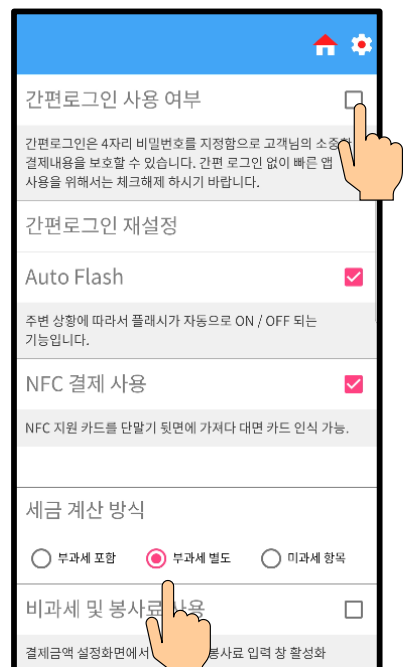 간편로그인 사용 여부
간편로그인은 4자리 비밀번호를 지정함으로 고객님의
결제내용을 보호할 수 있습니다. 간편 로그인 없이 빠른 앱
사용을 위해서는 체크해제 하시기 바랍니다.
간편로그인 재설정
Auto Flash
주변 상황에 따라서 플래시가 자동으로 ON / OFF 되는
기능입니다.
NFC 결제 사용
NFC 지원 카드를 단말기 뒷면에 가져다 대면 카드 인식 가능.
세금 계산 방식
부과세 포함 부과세 별도 미과세 항목
비과세 및 봉사료 사용
결제금액 설정화면에서 봉사료 입력 창 활성화